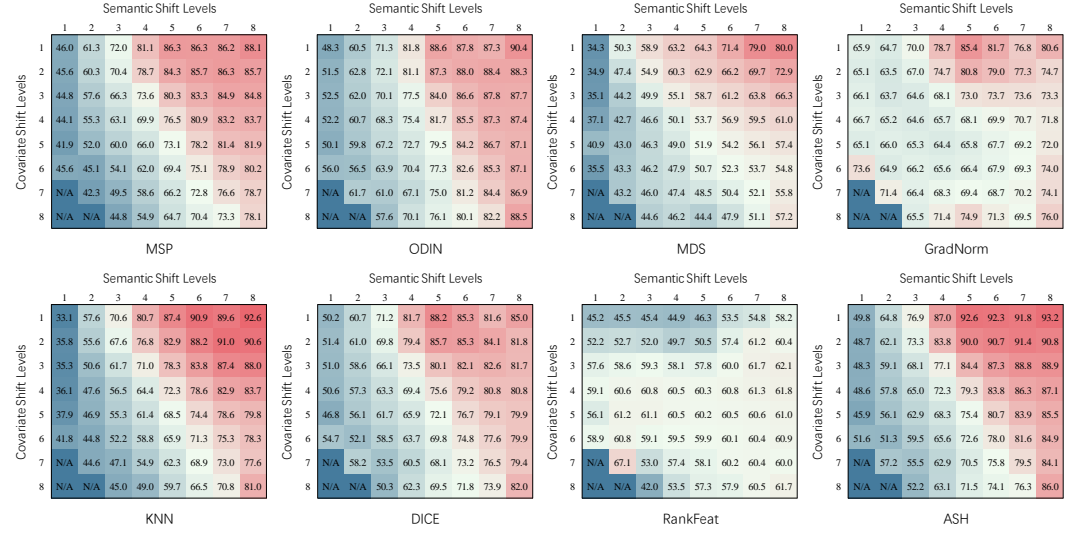 Semantic Shift Levels
1 2 3 4 5 6 7 8
Covariate Shift Levels
1 46.0 61.3 72.0 81.1 86.3 86.3 86.2 88.1
2 45.6 60.3 70.4 78.7 84.3 85.7 86.3 85.7
3 44.8 57.6 66.3 73.6 80.3 83.3 84.9 84.8
4 44.1 55.3 63.1 69.9 76.5 80.9 83.2 83.7
5 41.9 52.0 60.0 66.0 73.1 78.2 81.4 81.9
6 45.6 45.1 54.1 62.0 69.4 75.1 78.9 80.2
7 N/A 42.3 49.5 58.6 66.2 72.8 76.6 78.7
8 N/A N/A 44.8 54.9 64.7 70.4 73.3 78.1
MSP
Semantic Shift Levels
1 2 3 4 5 6 7 8
Covariate Shift Levels
1 48.3 60.5 71.3 81.8 88.6 87.8 87.3 90.4
2 51.5 62.8 72.1 81.1 87.3 88.0 88.4 88.3
3 52.5 62.0 70.1 77.5 84.0 86.6 87.8 87.7
4 52.2 60.7 68.3 75.4 81.7 85.5 87.3 87.4
5 50.1 59.8 67.2 72.7 79.5 84.2 86.7 87.1
6 56.0 56.5 63.9 70.4 77.3 82.6 85.3 87.1
7 N/A 61.7 61.0 67.1 75.0 81.2 84.4 86.9
8 N/A N/A 57.6 70.1 76.1 80.1 82.2 88.5
ODIN
Semantic Shift Levels
1 2 3 4 5 6 7 8
Covariate Shift Levels
1 34.3 50.3 58.9 63.2 64.3 71.4 79.0 80.0
2 34.9 47.4 54.9 60.3 62.9 66.2 69.7 72.9
3 35.1 44.2 49.9 55.1 58.7 61.2 63.8 66.3
4 37.1 42.7 46.6 50.1 53.7 56.9 59.5 61.0
5 40.9 43.0 46.3 49.0 51.9 54.2 56.1 57.4
6 35.5 43.3 46.2 47.9 50.7 52.3 53.7 54.8
7 N/A 43.2 46.0 47.4 48.5 50.4 52.1 55.8
8 N/A N/A 44.6 46.2 44.4 47.9 51.1 57.2
MDS
Semantic Shift Levels
1 2 3 4 5 6 7 8
Covariate Shift Levels
1 65.9 64.7 70.0 78.7 85.4 81.7 76.8 80.6
2 65.1 63.5 67.0 74.7 80.8 79.0 77.3 74.7
3 66.1 63.7 64.6 68.1 73.0 73.7 73.6 73.3
4 66.7 65.2 64.6 65.7 68.1 69.9 70.7 71.8
5 65.1 66.0 65.3 64.4 65.8 67.7 69.2 72.0
6 73.6 64.9 66.2 65.6 66.4 67.9 69.3 74.0
7 N/A 71.4 66.4 68.3 69.4 68.7 70.2 74.1
8 N/A N/A 65.5 71.4 74.9 71.3 69.5 76.0
GradNorm
Semantic Shift Levels
1 2 3 4 5 6 7 8
Covariate Shift Levels
1 33.1 57.6 70.6 80.7 87.4 90.9 89.6 92.6
2 35.8 55.6 67.6 76.8 82.9 88.2 91.0 90.6
3 35.3 50.6 61.7 71.0 78.3 83.8 87.4 88.0
4 36.1 47.6 56.5 64.4 72.3 78.6 82.9 83.7
5 37.9 46.9 55.3 61.4 68.5 74.4 78.6 79.8
6 41.8 44.8 52.2 58.8 65.9 71.3 75.3 78.3
7 N/A 44.6 47.1 54.9 62.3 68.9 73.0 77.6
8 N/A N/A 45.0 49.0 59.7 66.5 70.8 81.0
KNN
Semantic Shift Levels
1 2 3 4 5 6 7 8
Covariate Shift Levels
1 50.2 60.7 71.2 81.7 88.2 85.3 81.6 85.0
2 51.4 61.0 69.8 79.4 85.7 85.3 84.1 81.8
3 51.0 58.6 66.1 73.5 80.1 82.1 82.6 81.7
4 50.6 57.3 63.3 69.4 75.6 79.2 80.8 80.8
5 46.8 56.1 61.7 65.9 72.1 76.7 79.1 79.9
6 54.7 52.1 58.5 63.7 69.8 74.8 77.6 79.9
7 N/A 58.2 53.5 60.5 68.1 73.2 76.5 79.4
8 N/A N/A 50.3 62.3 69.5 71.8 73.9 82.0
DICE
Semantic Shift Levels
1 2 3 4 5 6 7 8
Covariate Shift Levels
1 45.2 45.5 45.4 44.9 46.3 53.5 54.8 58.2
2 52.2 52.7 52.0 49.7 50.5 57.4 61.2 60.4
3 57.6 58.6 59.3 58.1 57.8 60.0 61.7 62.1
4 59.1 60.6 60.8 60.5 60.3 60.8 61.3 61.8
5 56.1 61.2 61.1 60.5 60.2 60.5 60.6 61.0
6 58.9 60.8 59.1 59.5 59.9 60.1 60.4 60.9
7 N/A 67.1 53.0 57.4 58.1 60.2 60.4 60.0
8 N/A N/A 42.0 53.5 57.3 57.9 60.5 61.7
RankFeat
Semantic Shift Levels
1 2 3 4 5 6 7 8
Covariate Shift Levels
1 49.8 64.8 76.9 87.0 92.6 92.3 91.8 93.2
2 48.7 62.1 73.3 83.8 90.0 90.7 91.4 90.8
3 48.3 59.1 68.1 77.1 84.4 87.3 88.8 88.9
4 48.6 57.8 65.0 72.3 79.3 83.8 86.3 87.1
5 45.9 56.1 62.9 68.3 75.4 80.7 83.9 85.5
6 51.6 51.3 59.5 65.6 72.6 78.0 81.6 84.9
7 N/A 57.2 55.5 62.9 70.5 75.8 79.5 84.1
8 N/A N/A 52.2 63.1 71.5 74.1 76.3 86.0
ASH